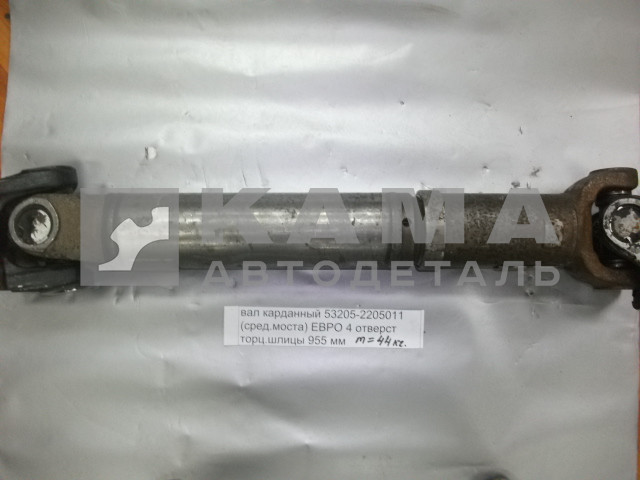 КАМА
АВТОДЕТАЛЬ
вал карданный 53205-2205011
(сред.моста) ЕВРО 4 отверст
торц.шлицы 955 мм m=44кг.